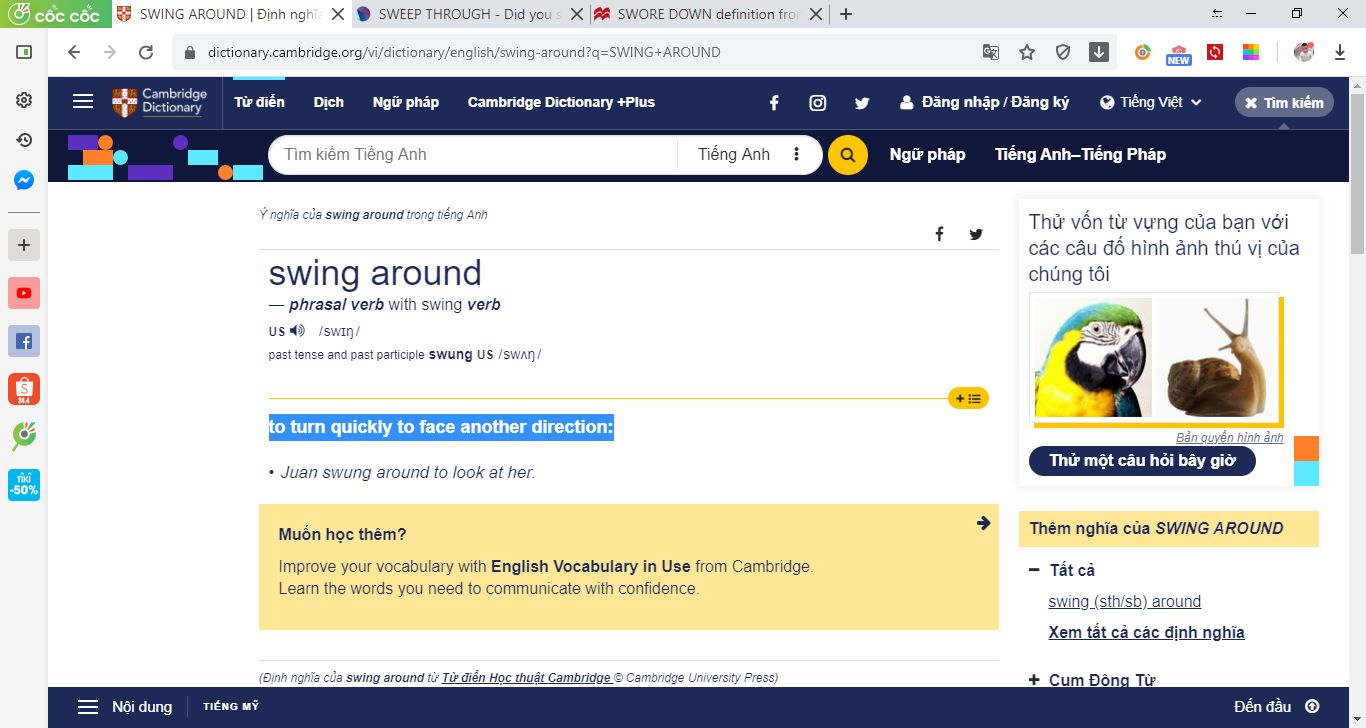 cốc cốc
SWING AROUND | Định nghĩa
SWEEP THROUGH - Did you s
SWORE DOWN definition from
dictionary.cambridge.org/vi/dictionary/english/swing-around?q=SWING+AROUND
NEW
Cambridge
Dictionary
Từ điển Dịch Ngữ pháp Cambridge Dictionary +Plus
Đăng nhập / Đăng ký
Tiếng Việt
Tìm kiếm
Tìm kiếm Tiếng Anh
Tiếng Anh
Ngữ pháp Tiếng Anh–Tiếng Pháp
Ý nghĩa của swing around trong tiếng Anh
swing around
— phrasal verb with swing verb
US /swɪŋ/
past tense and past participle swung US /swʌŋ/
to turn quickly to face another direction:
• Juan swung around to look at her.
Muốn học thêm?
Improve your vocabulary with English Vocabulary in Use from Cambridge.
Learn the words you need to communicate with confidence.
(Định nghĩa của swing around từ Từ điển Học thuật Cambridge © Cambridge University Press)
Thử vốn từ vựng của bạn với
các câu đố hình ảnh thú vị của
chúng tôi
Bản quyền hình ảnh
Thử một câu hỏi bây giờ
Thêm nghĩa của SWING AROUND
Tất cả
swing (sth/sb) around
Xem tất cả các định nghĩa
Cụm Động Từ
S
24.4
TIKI
-50%
Nội dung
TIẾNG MỸ
Đến đầu